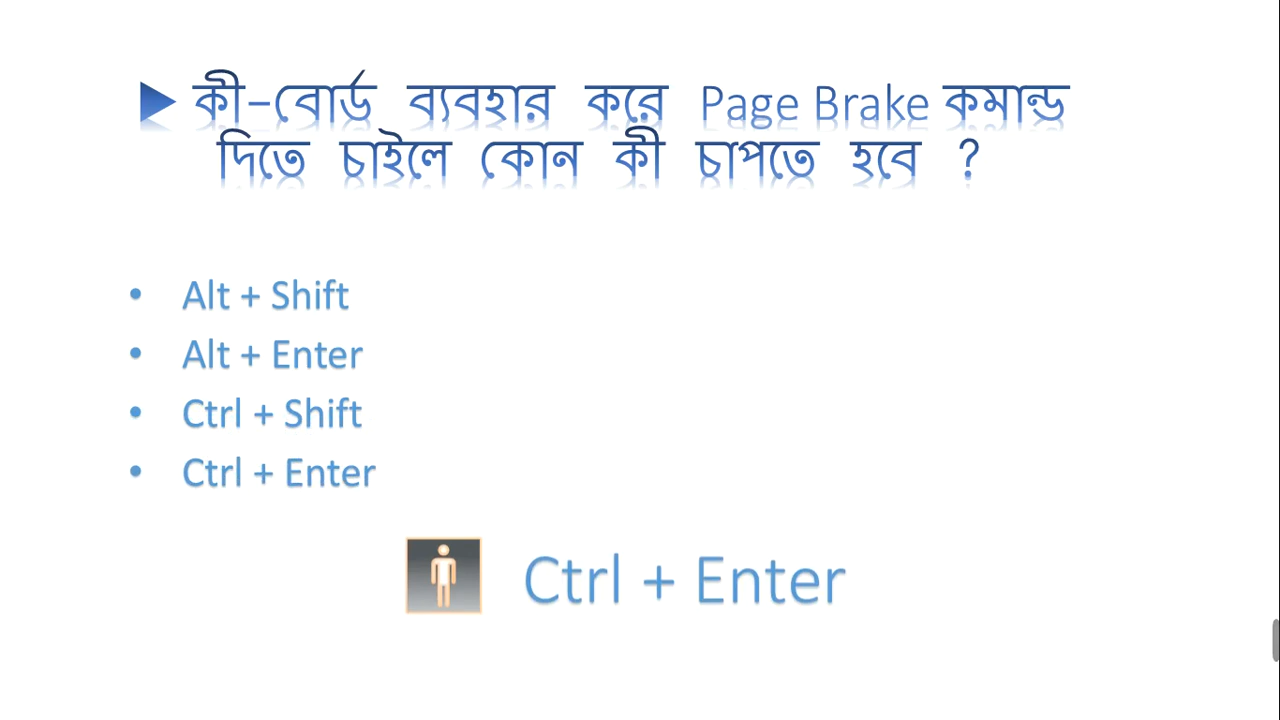 কী-বোর্ড ব্যবহার করে Page Brake কমান্ড
দিতে চাইলে কোন কী চাপতে হবে ?
• Alt + Shift
• Alt + Enter
• Ctrl + Shift
• Ctrl + Enter
Ctrl + Enter